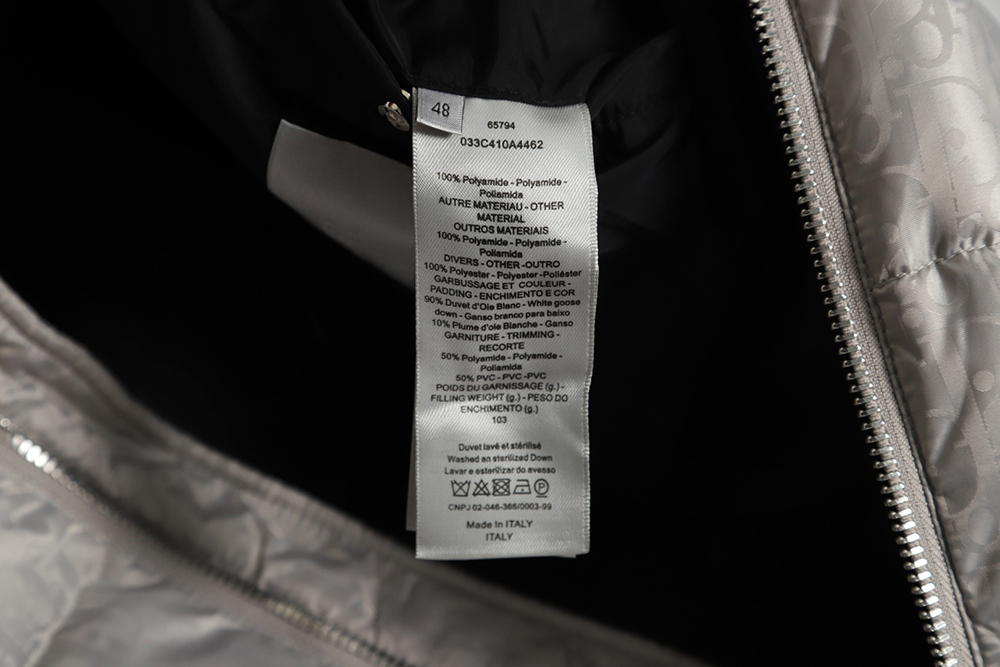 48
65794
033C410A4462
100% Polyamide - Polyamide -
Poliamida
AUTRE MATERIAU - OTHER
MATERIAL
OUTROS MATERIAIS
100% Polyamide - Polyamide -
Poliamida
DIVERS - OTHER -OUTRO
100% Polyester - Polyester -Poliéster
GARBUSSAGE ET COULEUR -
PADDING - ENCHIMENTO E COR
90% Duvet d'Oie Blanc - White goose
down - Ganso branco para baixo
10% Plume d'oie Blanche - Ganso
GARNITURE - TRIMMING -
RECORTE
50% Polyamide - Polyamide -
Poliamida
50% PVC - PVC -PVC
POIDS DU GARNISSAGE (g.) -
FILLING WEIGHT (g.) - PESO DO
ENCHIMENTO (g.)
103
Duvet lavé et stérilisé
Washed an sterilized Down
Lavar e esterilizar do avesso
CNPJ 02-046-366/0003-99
Made in ITALY
ITALY